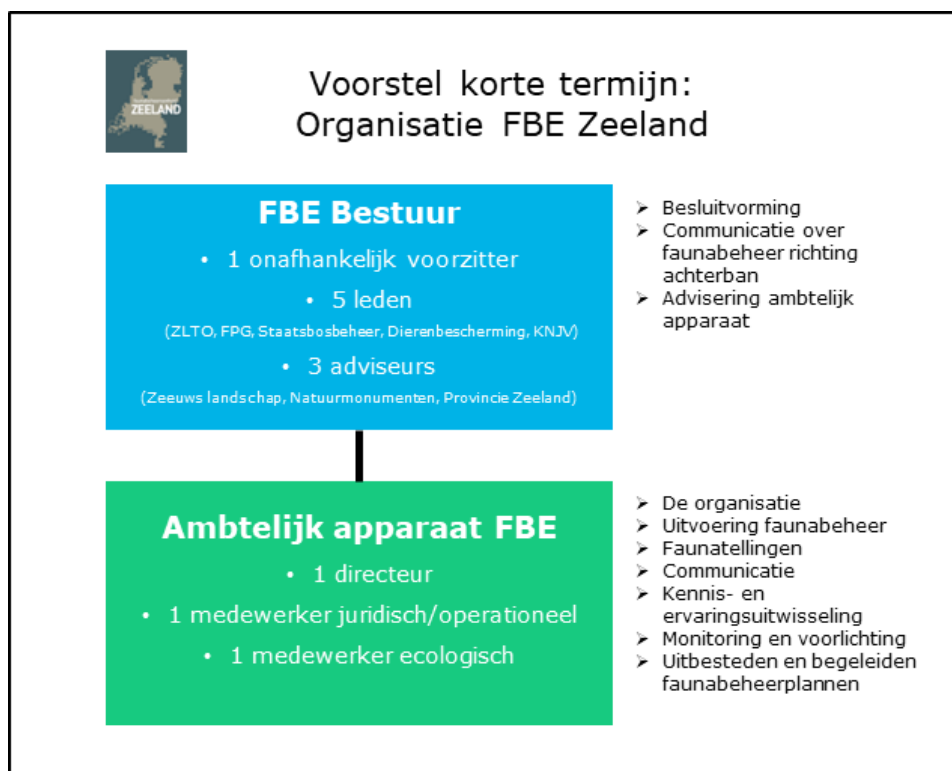 ZEELAND
Voorstel korte termijn:
Organisatie FBE Zeeland
FBE Bestuur
• 1 onafhankelijk voorzitter
• 5 leden
(ZLTO, FPG, Staatsbosbeheer, Dierenbescherming, KNJV)
• 3 adviseurs
(Zeeuws landschap, Natuurmonumenten, Provincie Zeeland)
➢ Besluitvorming
➢ Communicatie over
faunabeheer richting
achterban
➢ Advisering ambtelijk
apparaat
Ambtelijk apparaat FBE
• 1 directeur
• 1 medewerker juridisch/operationeel
• 1 medewerker ecologisch
➢ De organisatie
➢ Uitvoering faunabeheer
➢ Faunatellingen
➢ Communicatie
➢ Kennis- en
ervaringsuitwisseling
➢ Monitoring en voorlichting
➢ Uitbesteden en begeleiden
faunabeheerplannen